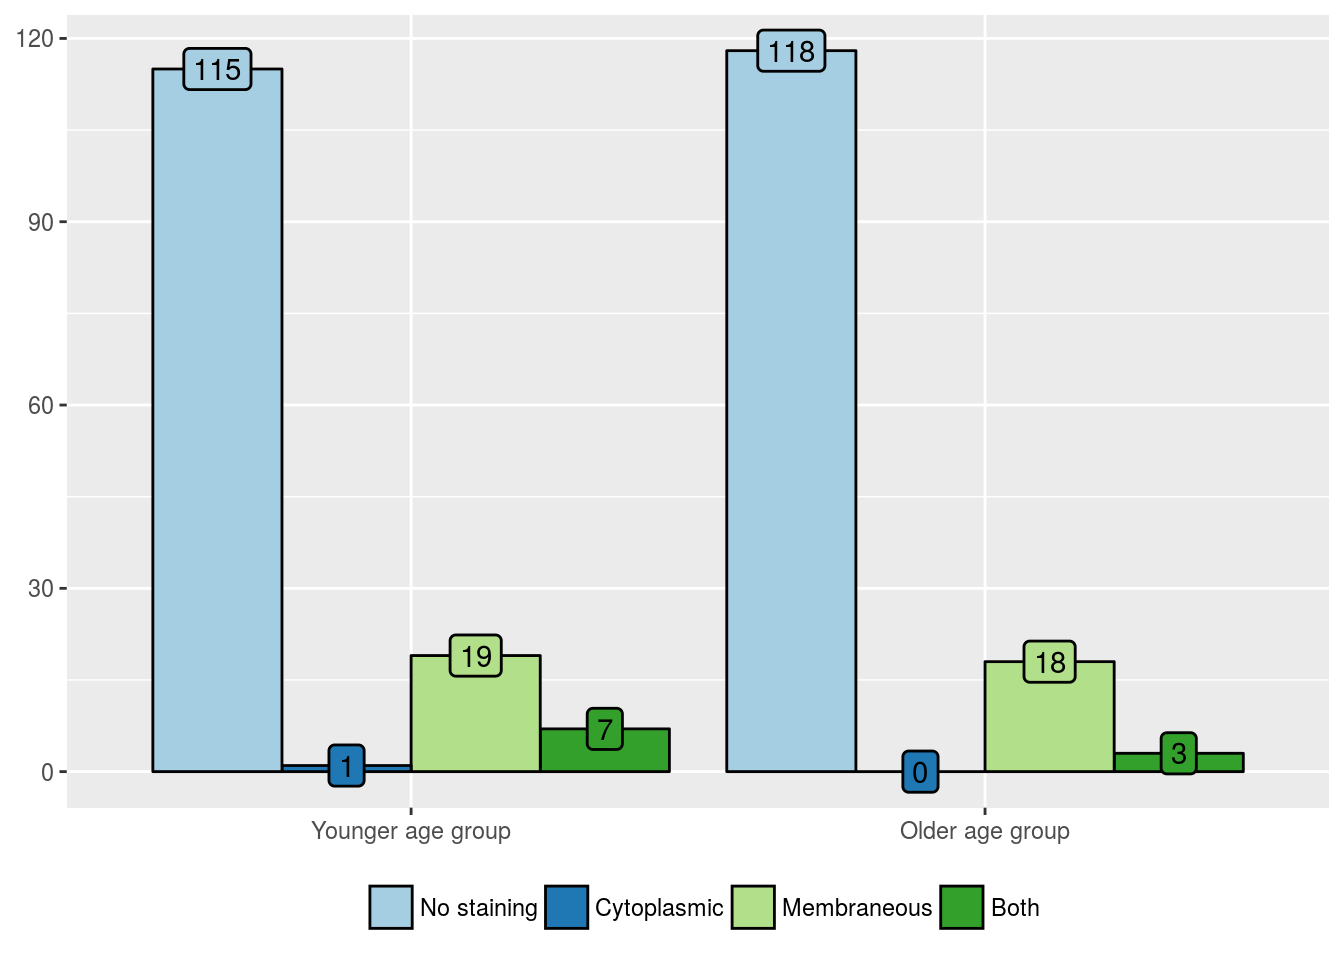 120
90
60
30
0
115
1
19
7
118
0
18
3
Younger age group
Older age group
No staining
Cytoplasmic
Membraneous
Both